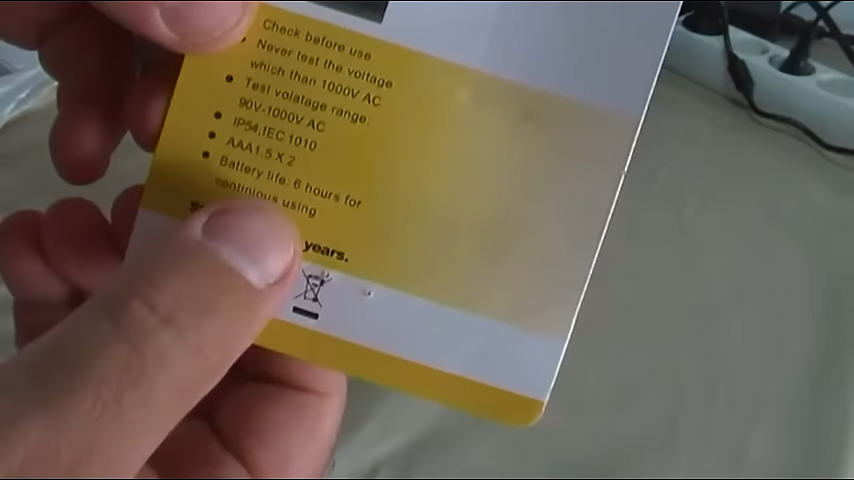 Check before use
Never test the voltage
which than 1000V AC
Test volatage range:
90V-1000V AC
IP54,IEC 1010
AAA1.5 X 2
Battery life: 6 hours for
continious using
years.